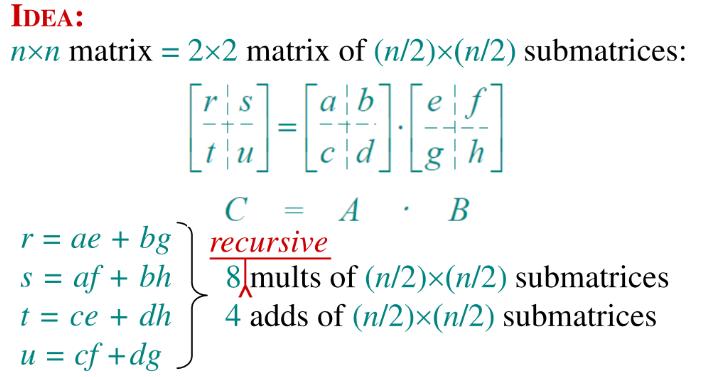 IDEA:
n×n matrix = 2×2 matrix of (n/2)×(n/2) submatrices:
[r s] = [a b] · [e f]
[t u] [c d] [g h]
C = A · B
r = ae + bg
s = af + bh
t = ce + dh
u = cf +dg
recursive
8 mults of (n/2)×(n/2) submatrices
4 adds of (n/2)×(n/2) submatrices